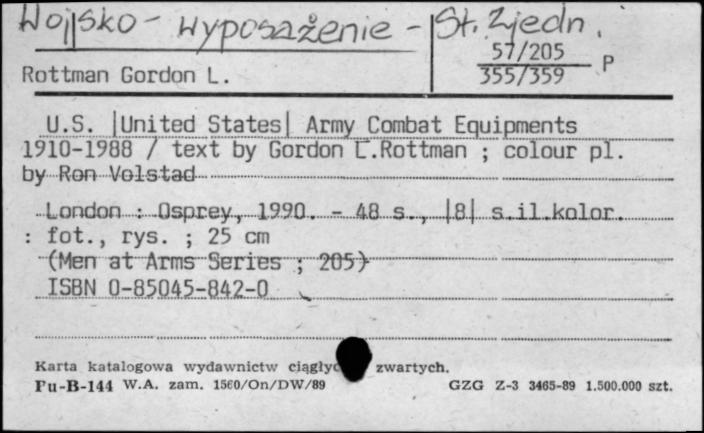 Wojsko - wyposażenie - St. Zjedn.
57/205 P
Rottman Gordon L.
355/359
U.S. |United States| Army Combat Equipments
1910-1988 / text by Gordon L.Rottman ; colour pl.
by Ron Volstad
London : Osprey, 1990. - 48 s., |8| s.il.kolor.
: fot., rys. ; 25 cm
(Men at Arms Series ; 205)
ISBN 0-85045-842-0
Karta katalogowa wydawnictw zwartych.
Pu-B-144 W.A. zam. 1560/On/DW/89 GZG Z-3 3465-89 1.500.000 szt.